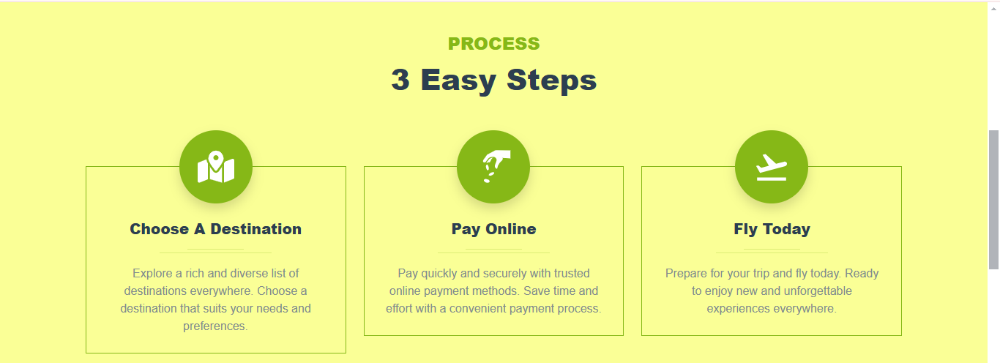 PROCESS
3 Easy Steps
Choose A Destination
Explore a rich and diverse list of
destinations everywhere. Choose a
destination that suits your needs and
preferences.
Pay Online
Pay quickly and securely with trusted
online payment methods. Save time and
effort with a convenient payment process.
Fly Today
Prepare for your trip and fly today. Ready
to enjoy new and unforgettable
experiences everywhere.